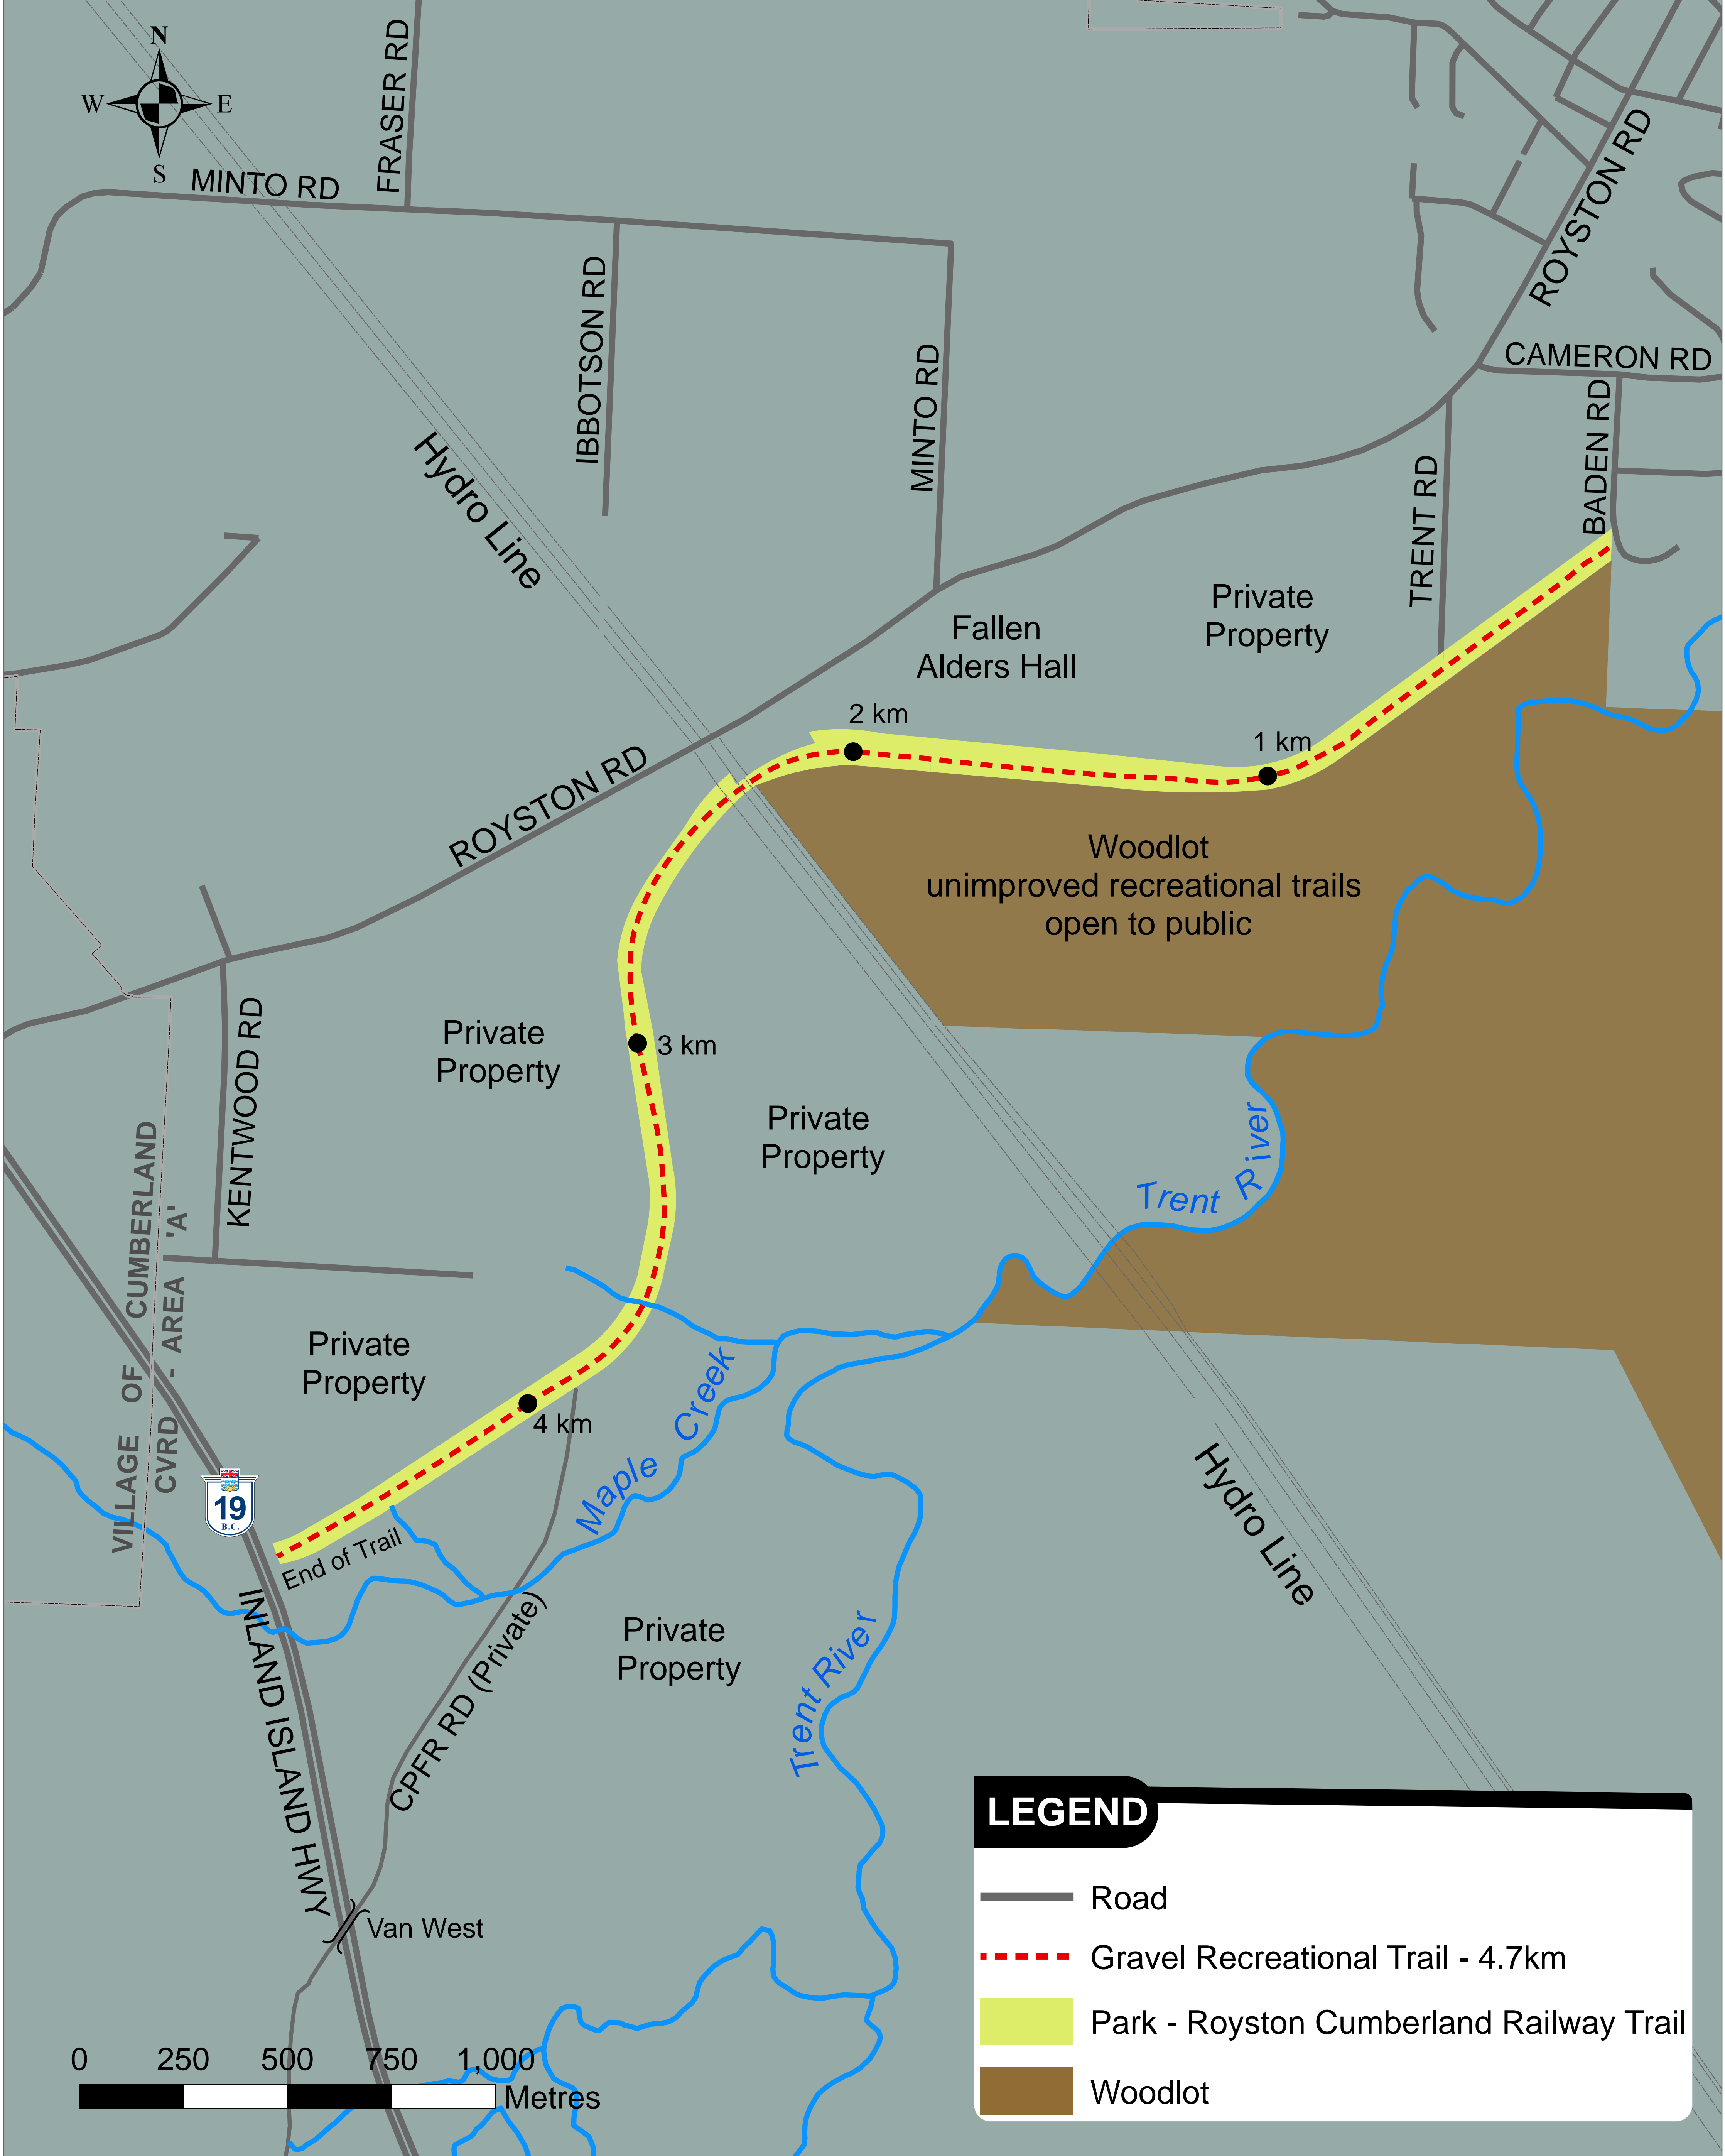 N
W
E
S
MINTO RD
FRASER RD
IBBOTSON RD
MINTO RD
ROYSTON RD
CAMERON RD
BADEN RD
TRENT RD
Hydro Line
Fallen
Alders Hall
Private
Property
2 km
1 km
ROYSTON RD
Woodlot
unimproved recreational trails
open to public
KENTWOOD RD
Private
Property
3 km
Private
Property
Trent River
VILLAGE OF CUMBERLAND
CVRD - AREA 'A'
Private
Property
4 km
Maple Creek
19
B.C.
End of Trail
Hydro Line
INLAND ISLAND HWY
CPFR RD (Private)
Private
Property
Trent River
Van West
LEGEND
Road
Gravel Recreational Trail - 4.7km
Park - Royston Cumberland Railway Trail
Woodlot
0 250 500 750 1,000
Metres